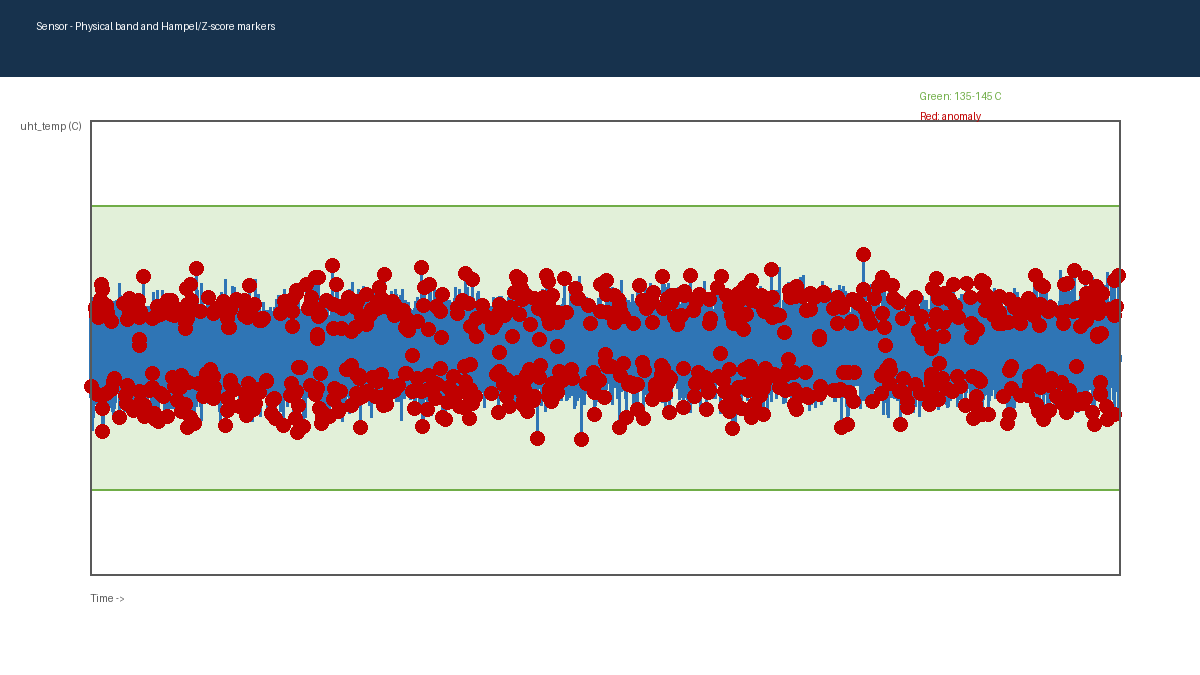 Sensor - Physical band and Hampel/Z-score markers
Green: 135-145 C
Red: anomaly
uht_temp (C)
Time ->